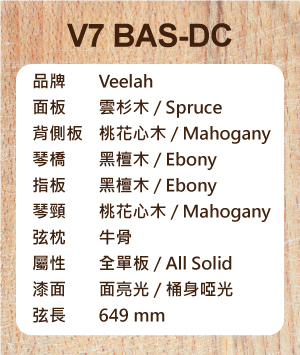 V7 BAS-DC
品牌 Veelah
面板 雲杉木 / Spruce
背側板 桃花心木 / Mahogany
琴橋 黑檀木 / Ebony
指板 黑檀木 / Ebony
琴頸 桃花心木 / Mahogany
弦枕 牛骨
屬性 全單板 / All Solid
漆面 面亮光 / 桶身啞光
弦長 649 mm